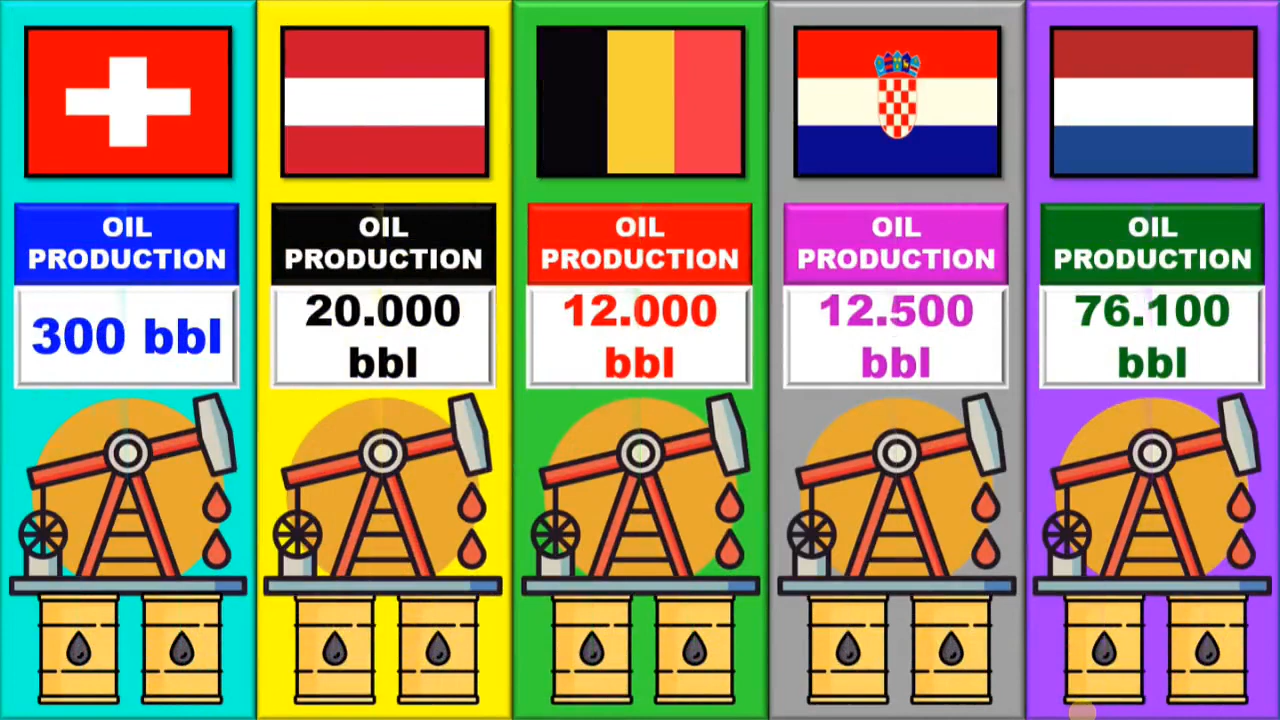 OIL
PRODUCTION
300 bbl
OIL
PRODUCTION
20.000
bbl
OIL
PRODUCTION
12.000
bbl
OIL
PRODUCTION
12.500
bbl
OIL
PRODUCTION
76.100
bbl